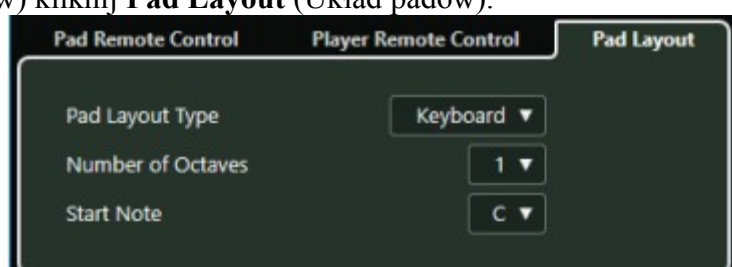 kliknij Pad Layout (Układ padów).
Pad Remote Control Player Remote Control Pad Layout
Pad Layout Type Keyboard ▼
Number of Octaves 1 ▼
Start Note C ▼